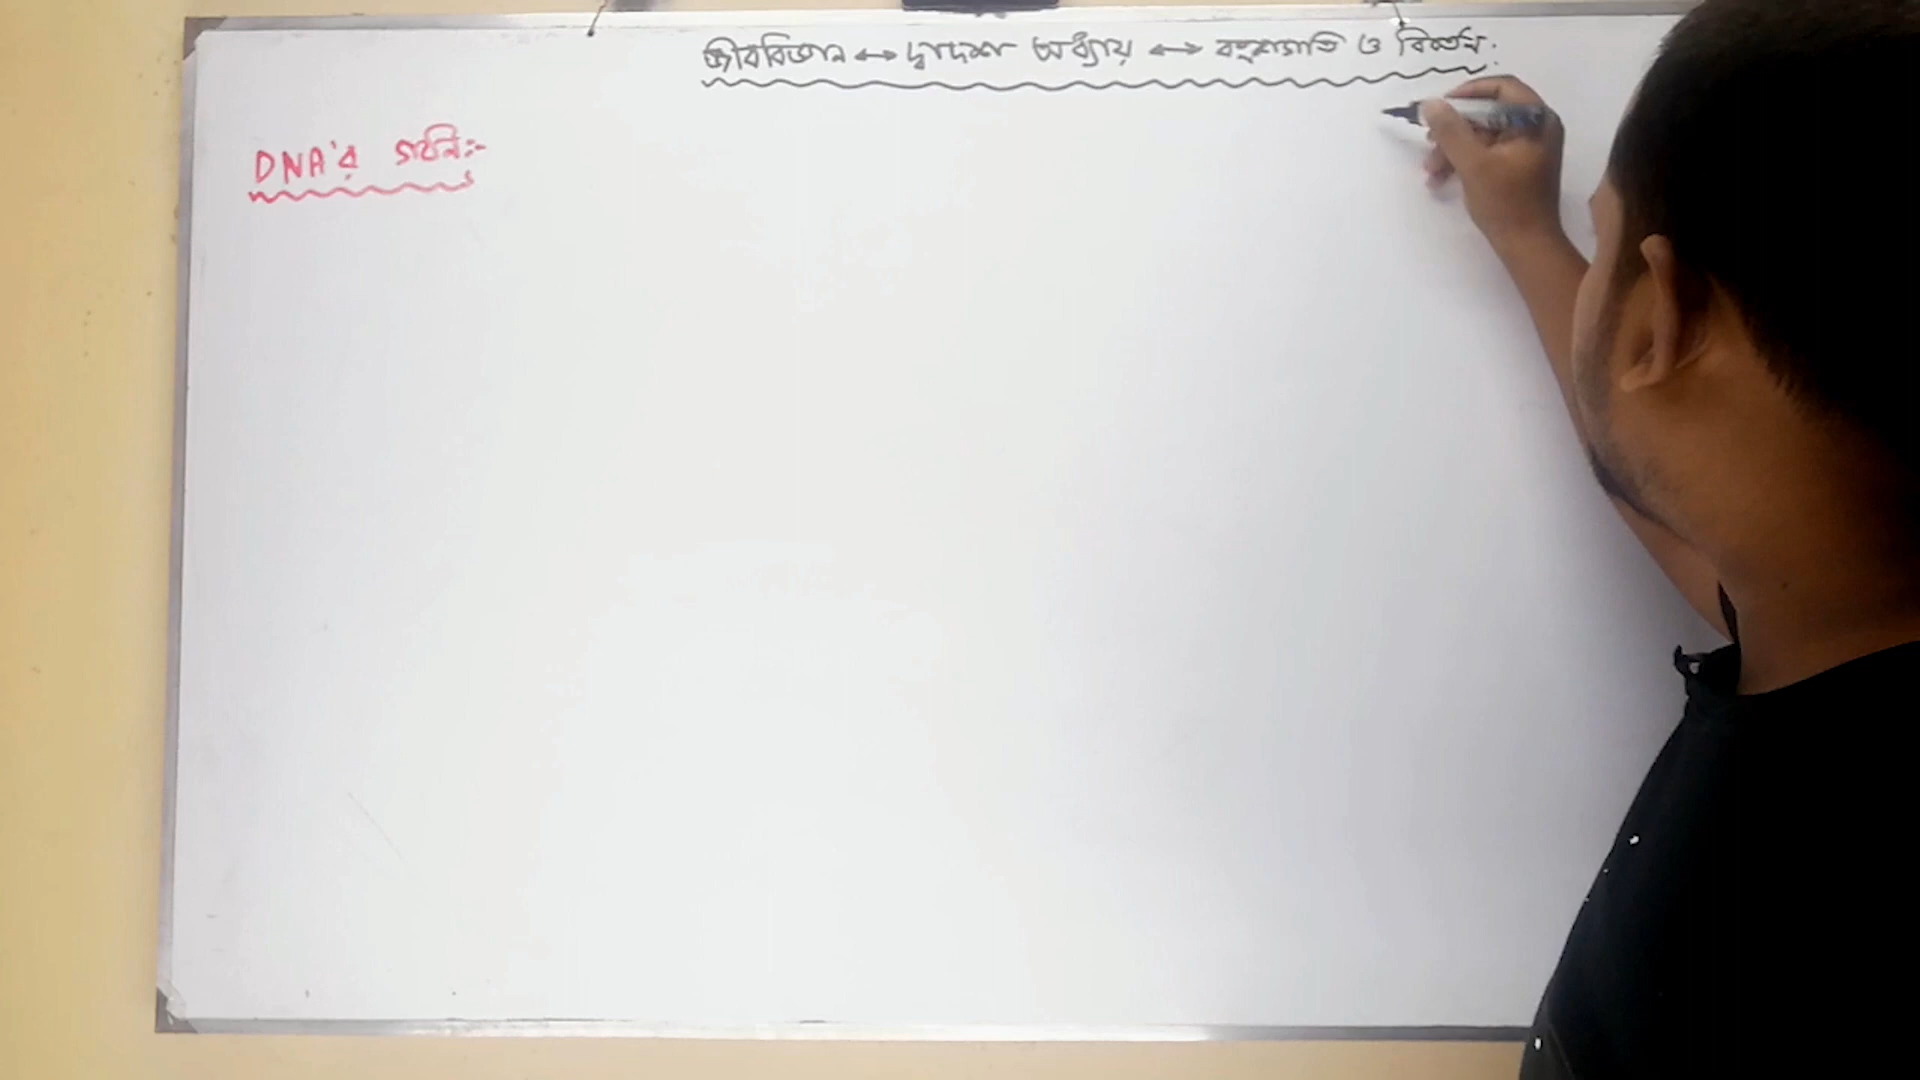 জীববিজ্ঞান ↔ দ্বাদশ অধ্যায় ↔ বংশগতি ও বিবর্তন.
DNA'র গঠন:-